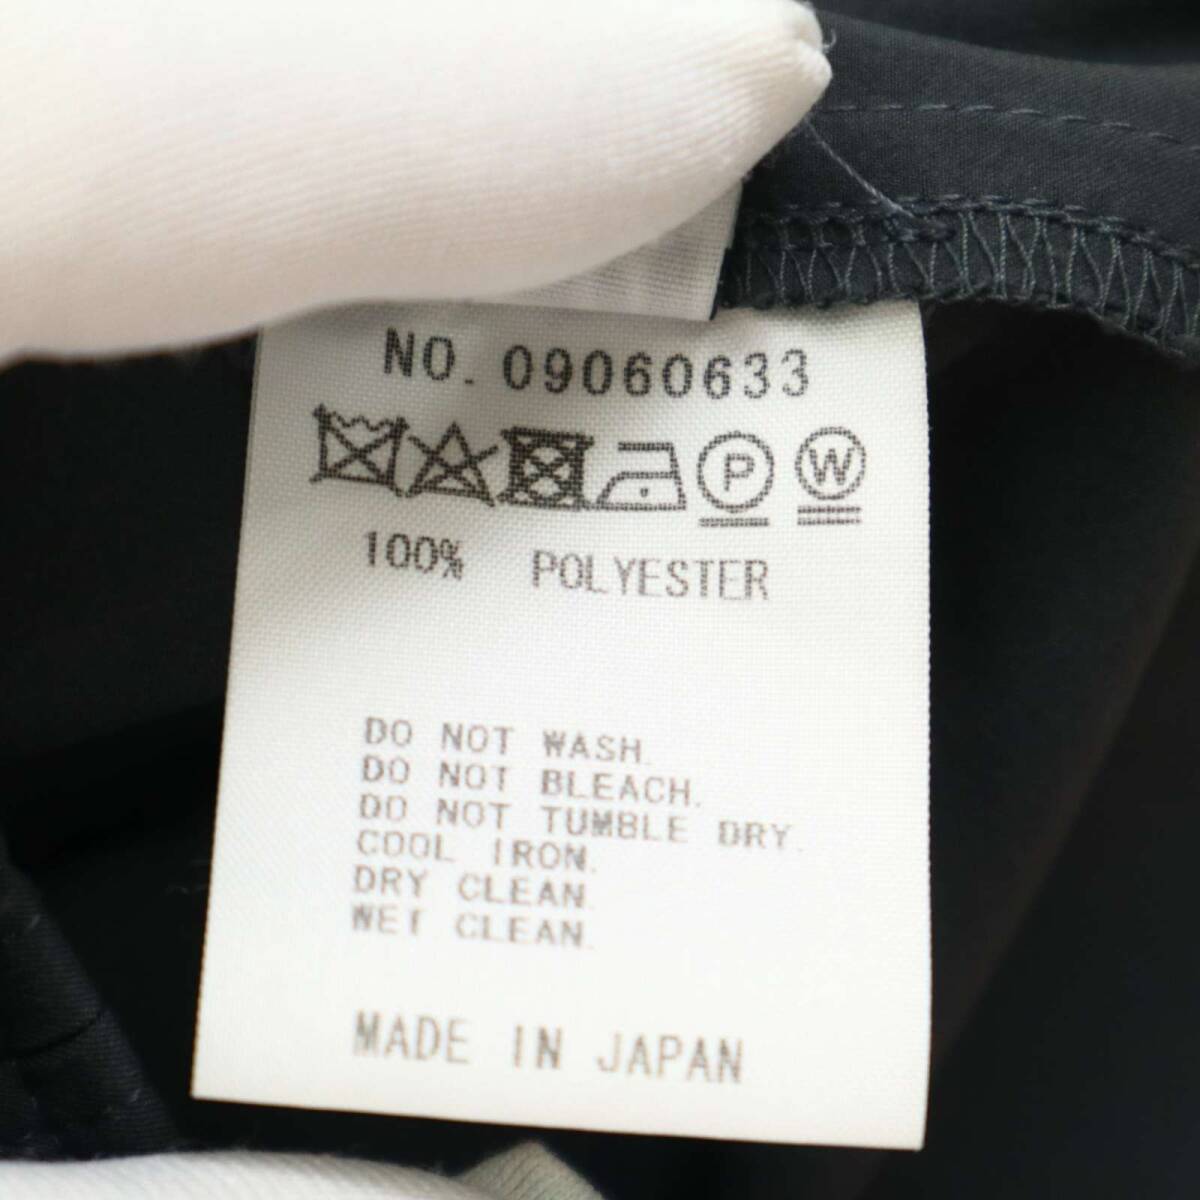 NO. 09060633
P W
100% POLYESTER
DO NOT WASH.
DO NOT BLEACH.
DO NOT TUMBLE DRY.
COOL IRON.
DRY CLEAN.
WET CLEAN.
MADE IN JAPAN